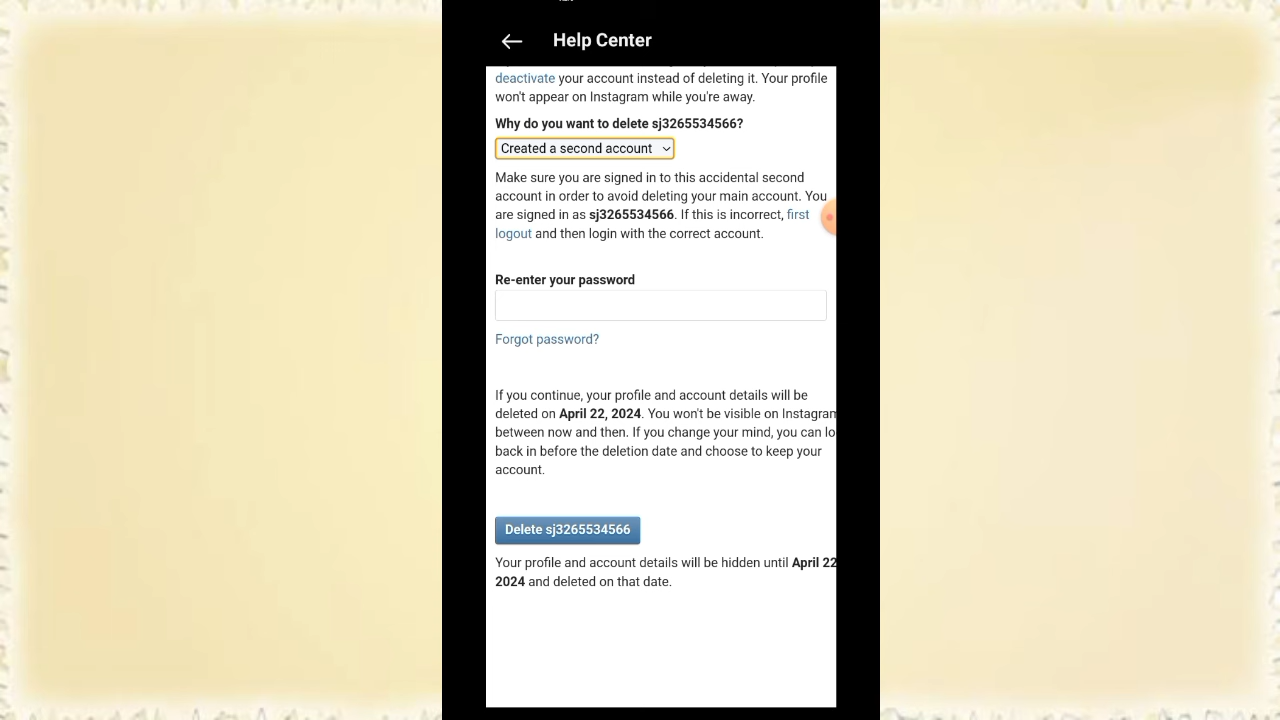 Help Center
deactivate your account instead of deleting it. Your profile
won't appear on Instagram while you're away.
Why do you want to delete sj3265534566?
Created a second account
Make sure you are signed in to this accidental second
account in order to avoid deleting your main account. You
are signed in as sj3265534566. If this is incorrect, first
logout and then login with the correct account.
Re-enter your password
Forgot password?
If you continue, your profile and account details will be
deleted on April 22, 2024. You won't be visible on Instagram
between now and then. If you change your mind, you can lo
back in before the deletion date and choose to keep your
account.
Delete sj3265534566
Your profile and account details will be hidden until April 22
2024 and deleted on that date.